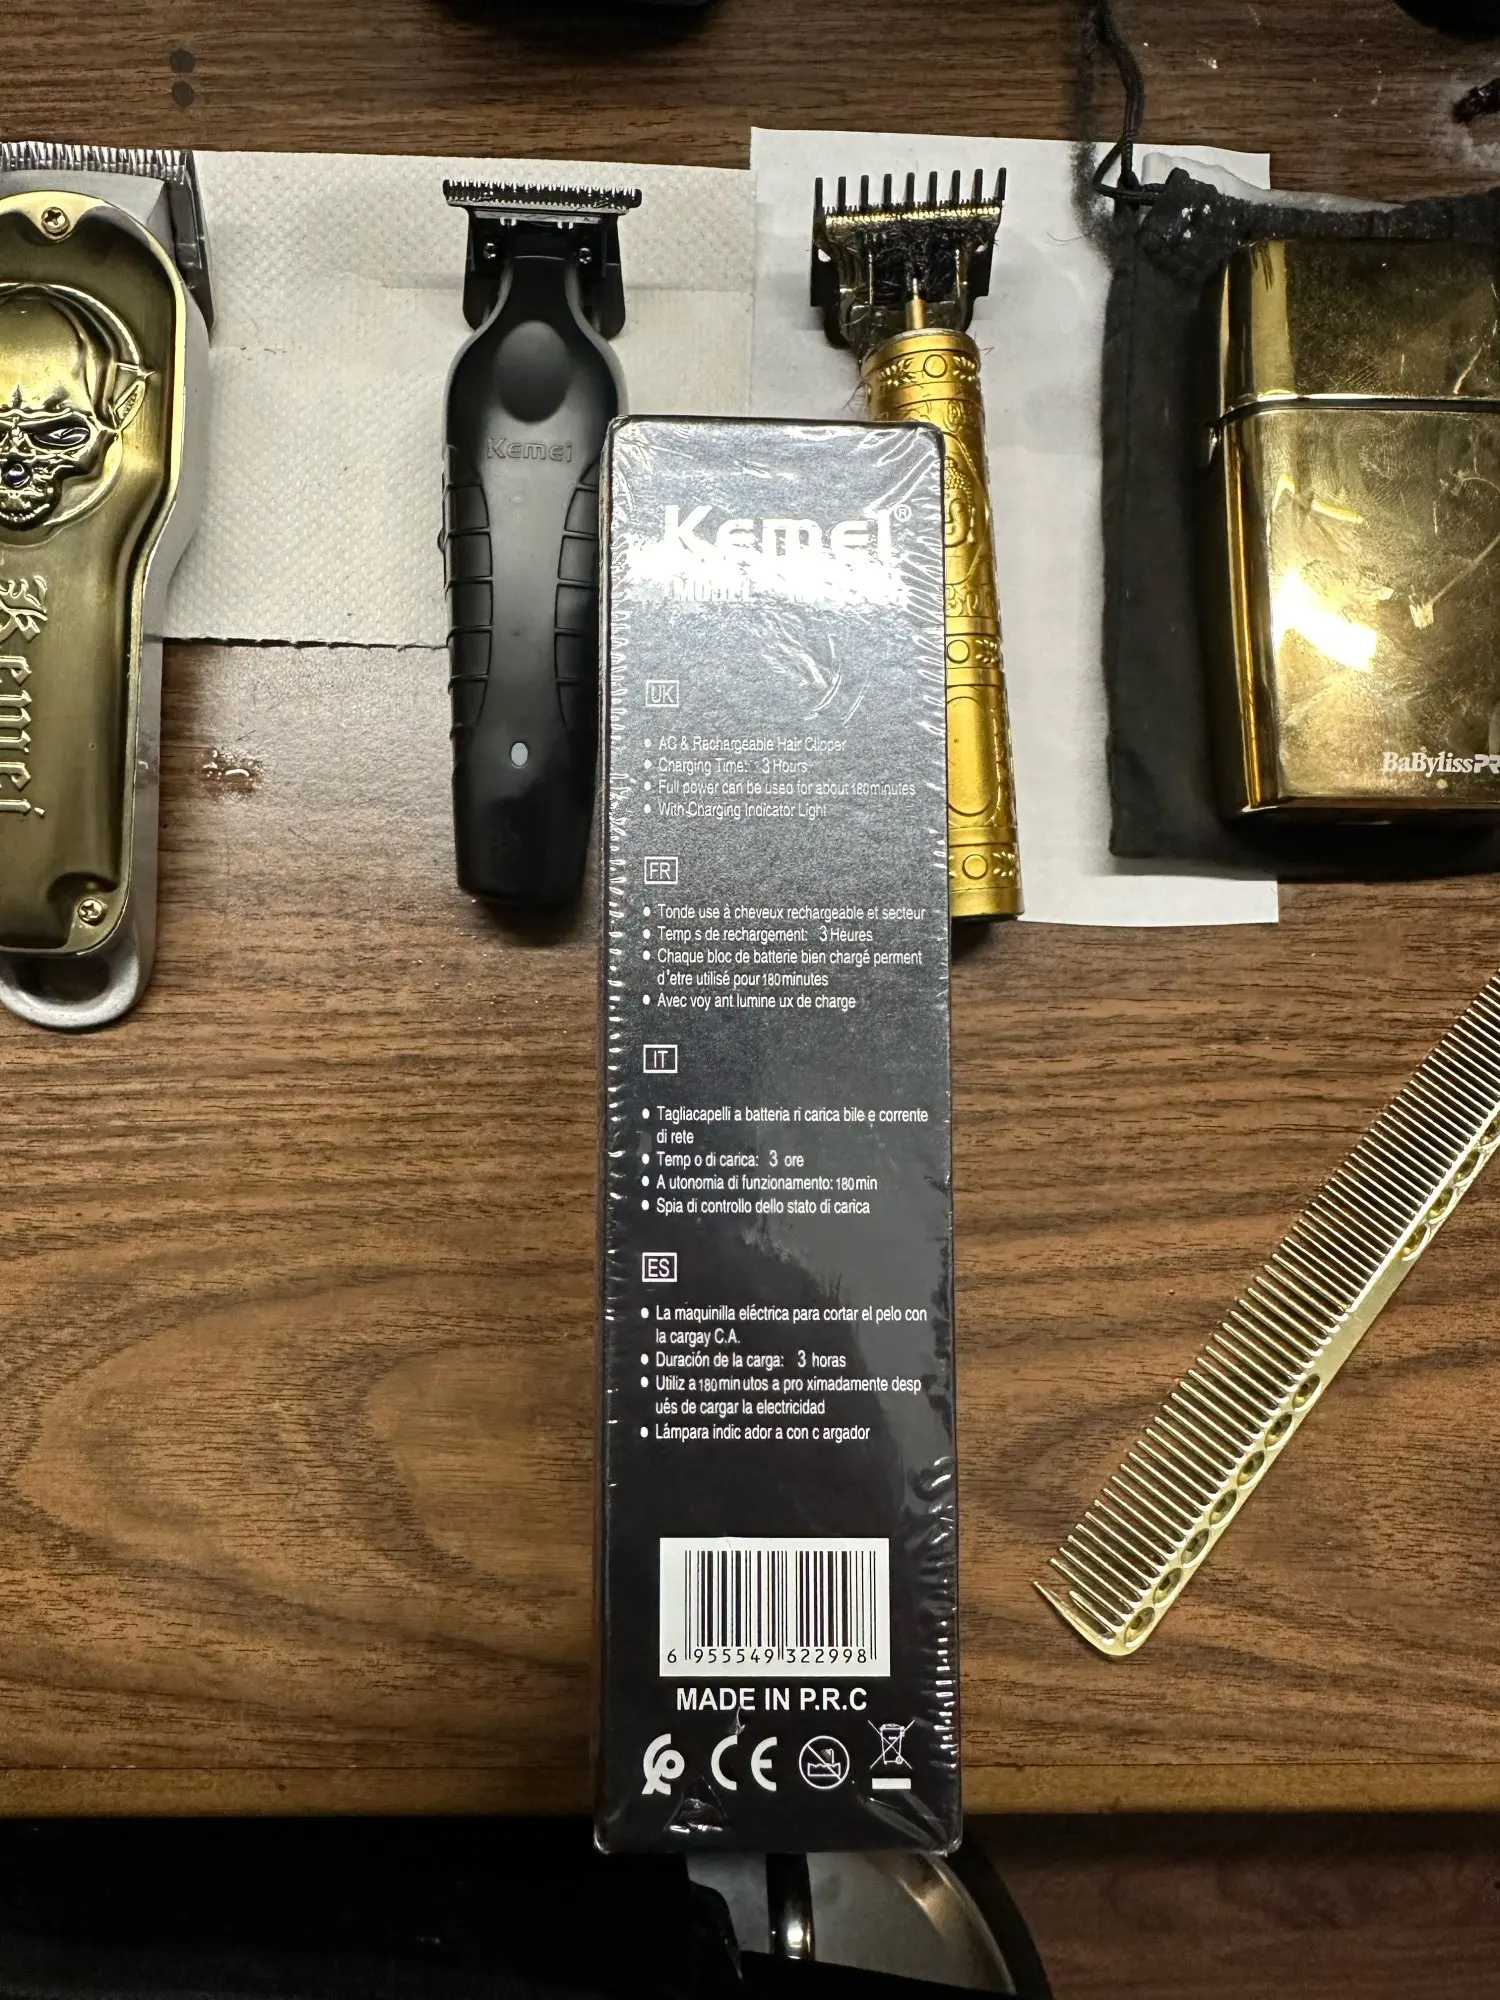 Kemei
Kemei
BaBylissPR
Kemei®
MODEL
UK
• AC & Rechargeable Hair Clipper
• Charging Time: 3 Hours
• Full power can be used for about 180minutes
• With Charging Indicator Light
FR
• Tonde use à cheveux rechargeable et secteur
• Temp s de rechargement: 3 Heures
• Chaque bloc de batterie bien chargé perment
d'etre utilisé pour 180minutes
• Avec voy ant lumine ux de charge
IT
• Tagliacapelli a batteria ri carica bile e corrente
di rete
• Temp o di carica: 3 ore
• A utonomia di funzionamento: 180min
• Spia di controllo dello stato di carica
ES
• La maquinilla eléctrica para cortar el pelo con
la cargay C.A.
• Duración de la carga: 3 horas
• Utiliz a 180min utos a pro ximadamente desp
ués de cargar la electricidad
• Lámpara indic ador a con c argador
6 955549 322998
MADE IN P.R.C
CE